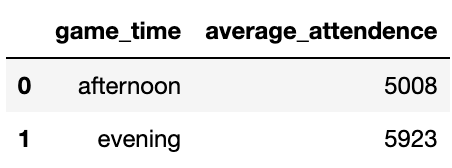 game_time average_attendence
0 afternoon 5008
1 evening 5923